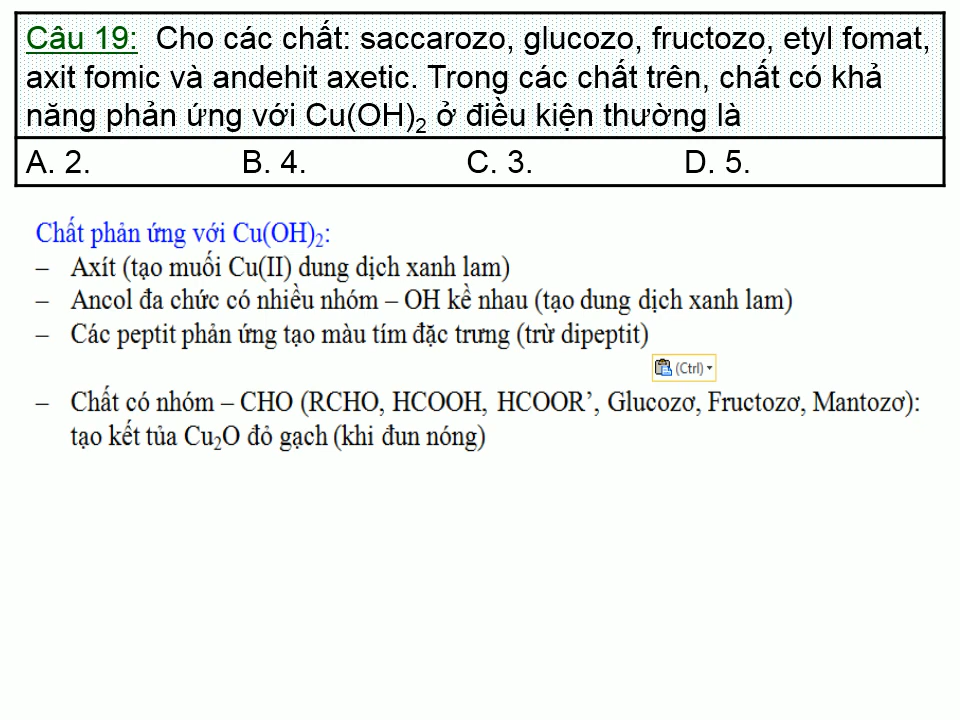 Câu 19: Cho các chất: saccarozo, glucozo, fructozo, etyl fomat,
axit fomic và andehit axetic. Trong các chất trên, chất có khả
năng phản ứng với Cu(OH)₂ ở điều kiện thường là
A. 2. B. 4. C. 3. D. 5.
Chất phản ứng với Cu(OH)₂:
– Axít (tạo muối Cu(II) dung dịch xanh lam)
– Ancol đa chức có nhiều nhóm – OH kề nhau (tạo dung dịch xanh lam)
– Các peptit phản ứng tạo màu tím đặc trưng (trừ dipeptit)
(Ctrl)
– Chất có nhóm – CHO (RCHO, HCOOH, HCOOR’, Glucozơ, Fructozơ, Mantozơ):
tạo kết tủa Cu₂O đỏ gạch (khi đun nóng)